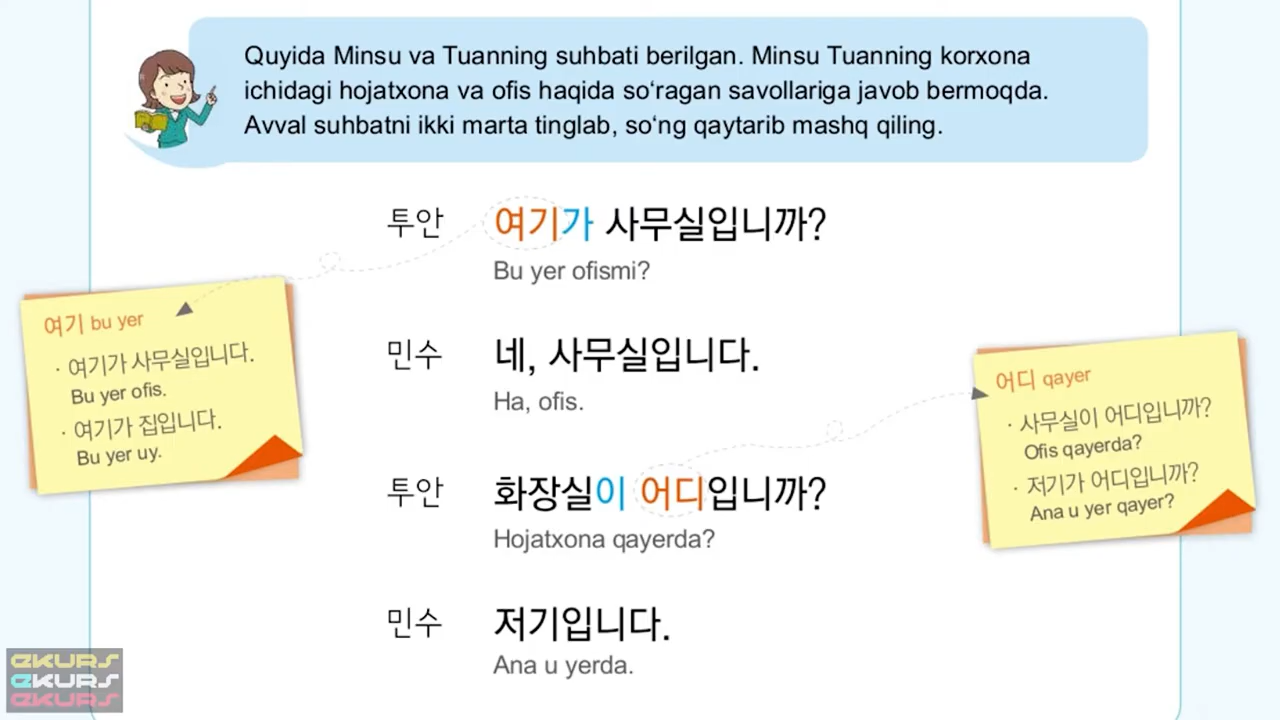 Quyida Minsu va Tuanning suhbati berilgan. Minsu Tuanning korxona
ichidagi hojatxona va ofis haqida so‘ragan savollariga javob bermoqda.
Avval suhbatni ikki marta tinglab, so‘ng qaytarib mashq qiling.
투안 여기가 사무실입니까?
Bu yer ofismi?
민수 네, 사무실입니다.
Ha, ofis.
투안 화장실이 어디입니까?
Hojatxona qayerda?
민수 저기입니다.
Ana u yerda.
여기 bu yer
· 여기가 사무실입니다.
Bu yer ofis.
· 여기가 집입니다.
Bu yer uy.
어디 qayer
· 사무실이 어디입니까?
Ofis qayerda?
· 저기가 어디입니까?
Ana u yer qayer?
eKURS
eKURS
eKURS